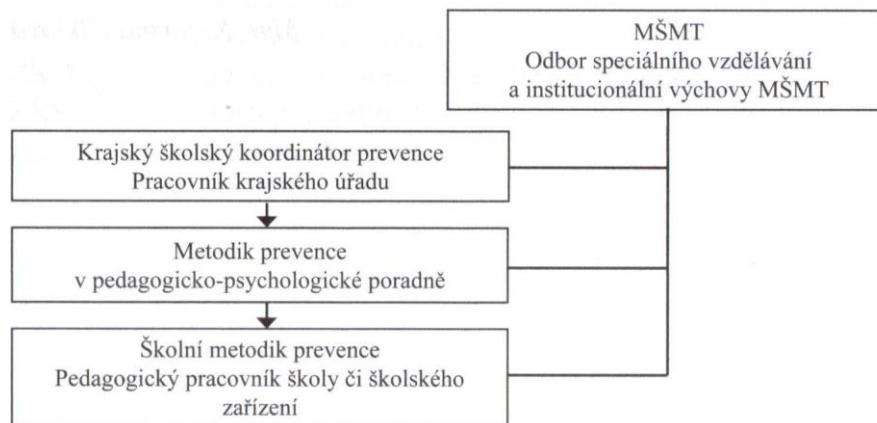 MŠMT
Odbor speciálního vzdělávání
a institucionální výchovy MŠMT
Krajský školský koordinátor prevence
Pracovník krajského úřadu
Metodik prevence
v pedagogicko-psychologické poradně
Školní metodik prevence
Pedagogický pracovník školy či školského
zařízení